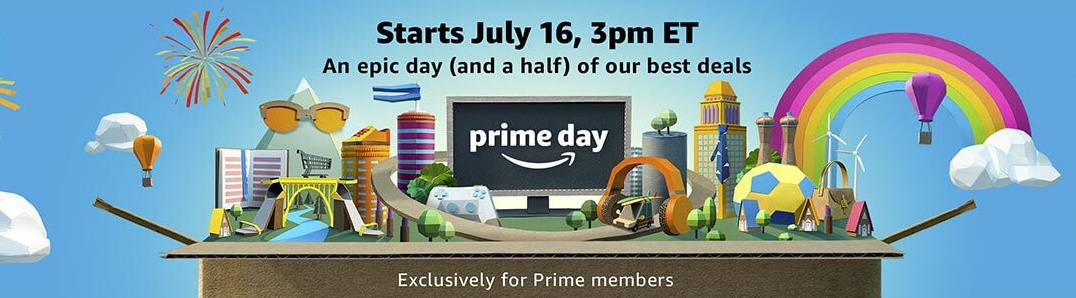 Starts July 16, 3pm ET
An epic day (and a half) of our best deals
prime day
Exclusively for Prime members